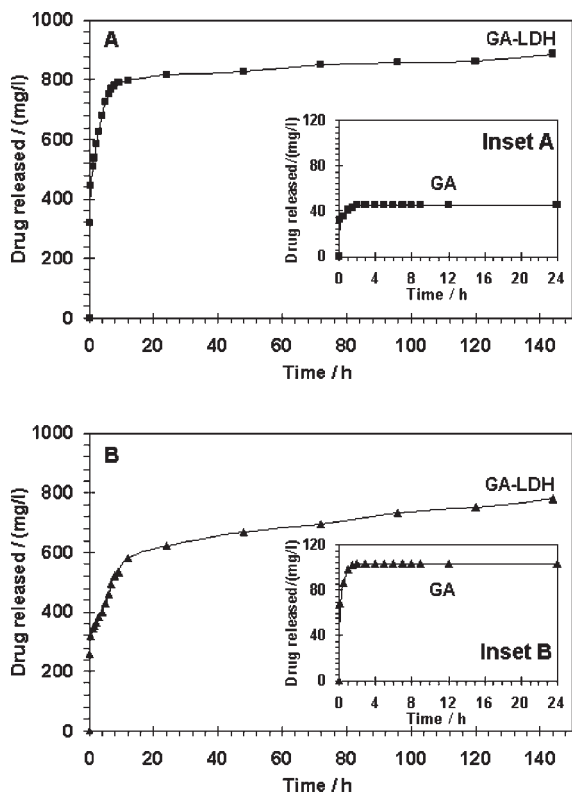 A
GA-LDH
Drug released / (mg/l)
1000
800
600
400
200
0
0 20 40 60 80 100 120 140
Time / h
Inset A
GA
Drug released/(mg/l)
120
80
40
0
0 4 8 12 16 20 24
Time / h
B
GA-LDH
Drug released / (mg/l)
1000
800
600
400
200
0
0 20 40 60 80 100 120 140
Time / h
GA
Inset B
Drug released/(mg/l)
120
80
40
0
0 4 8 12 16 20 24
Time / h